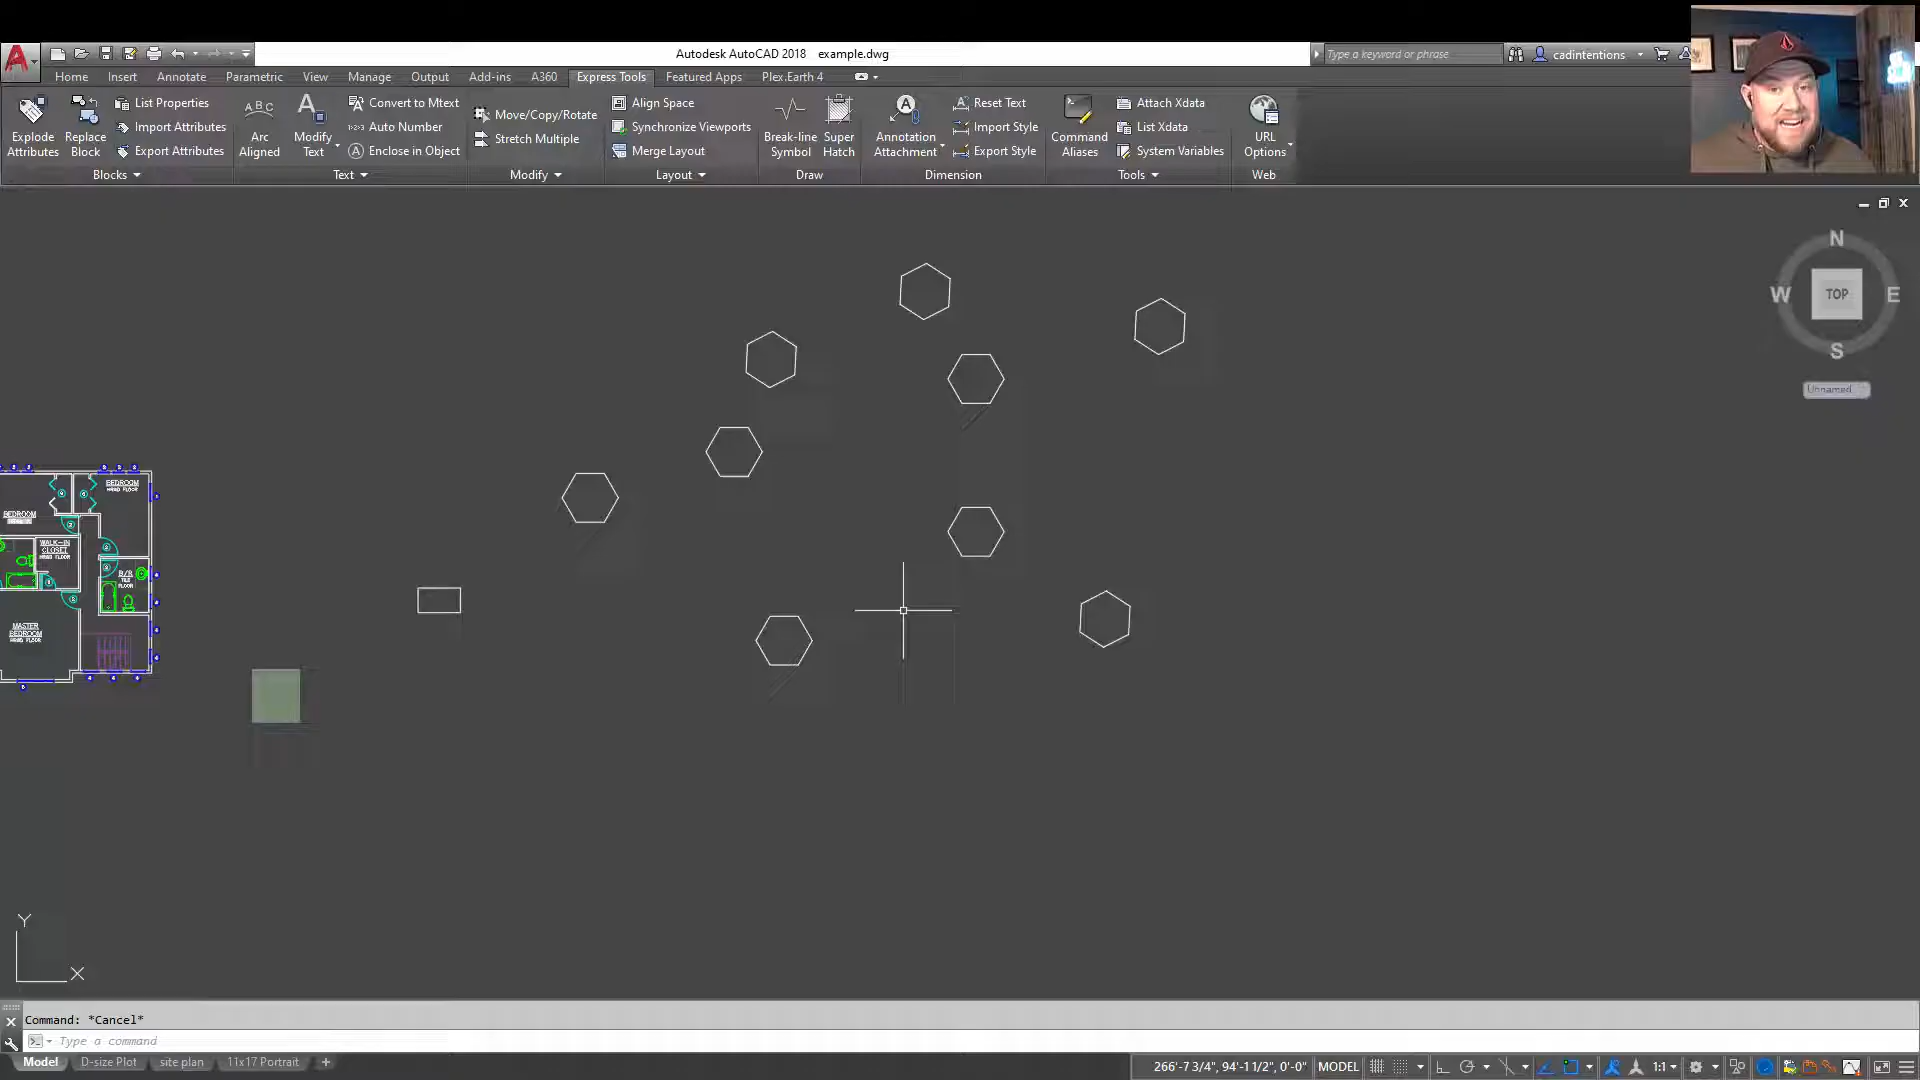 Autodesk AutoCAD 2018 example.dwg
Type a keyword or phrase
cadintentions
Home Insert Annotate Parametric View Manage Output Add-ins A360 Express Tools Featured Apps Plex.Earth 4
Explode Attributes
Replace Block
List Properties
Import Attributes
Export Attributes
Blocks
ABC
Arc Aligned
Modify Text
Convert to Mtext
Auto Number
Enclose in Object
Text
Move/Copy/Rotate
Stretch Multiple
Modify
Align Space
Synchronize Viewports
Merge Layout
Layout
Break-line Symbol
Super Hatch
Draw
Annotation Attachment
Reset Text
Import Style
Export Style
Dimension
Command Aliases
Attach Xdata
List Xdata
System Variables
Tools
URL Options
Web
N
W TOP E
S
Unnamed
BEDROOM
BEDROOM
WALK-IN
CLOSET
MASTER
BEDROOM
Y
X
Command: *Cancel*
Type a command
Model D-size Plot site plan 11x17 Portrait +
266'-7 3/4", 94'-11/2", 0'-0" MODEL 1:1